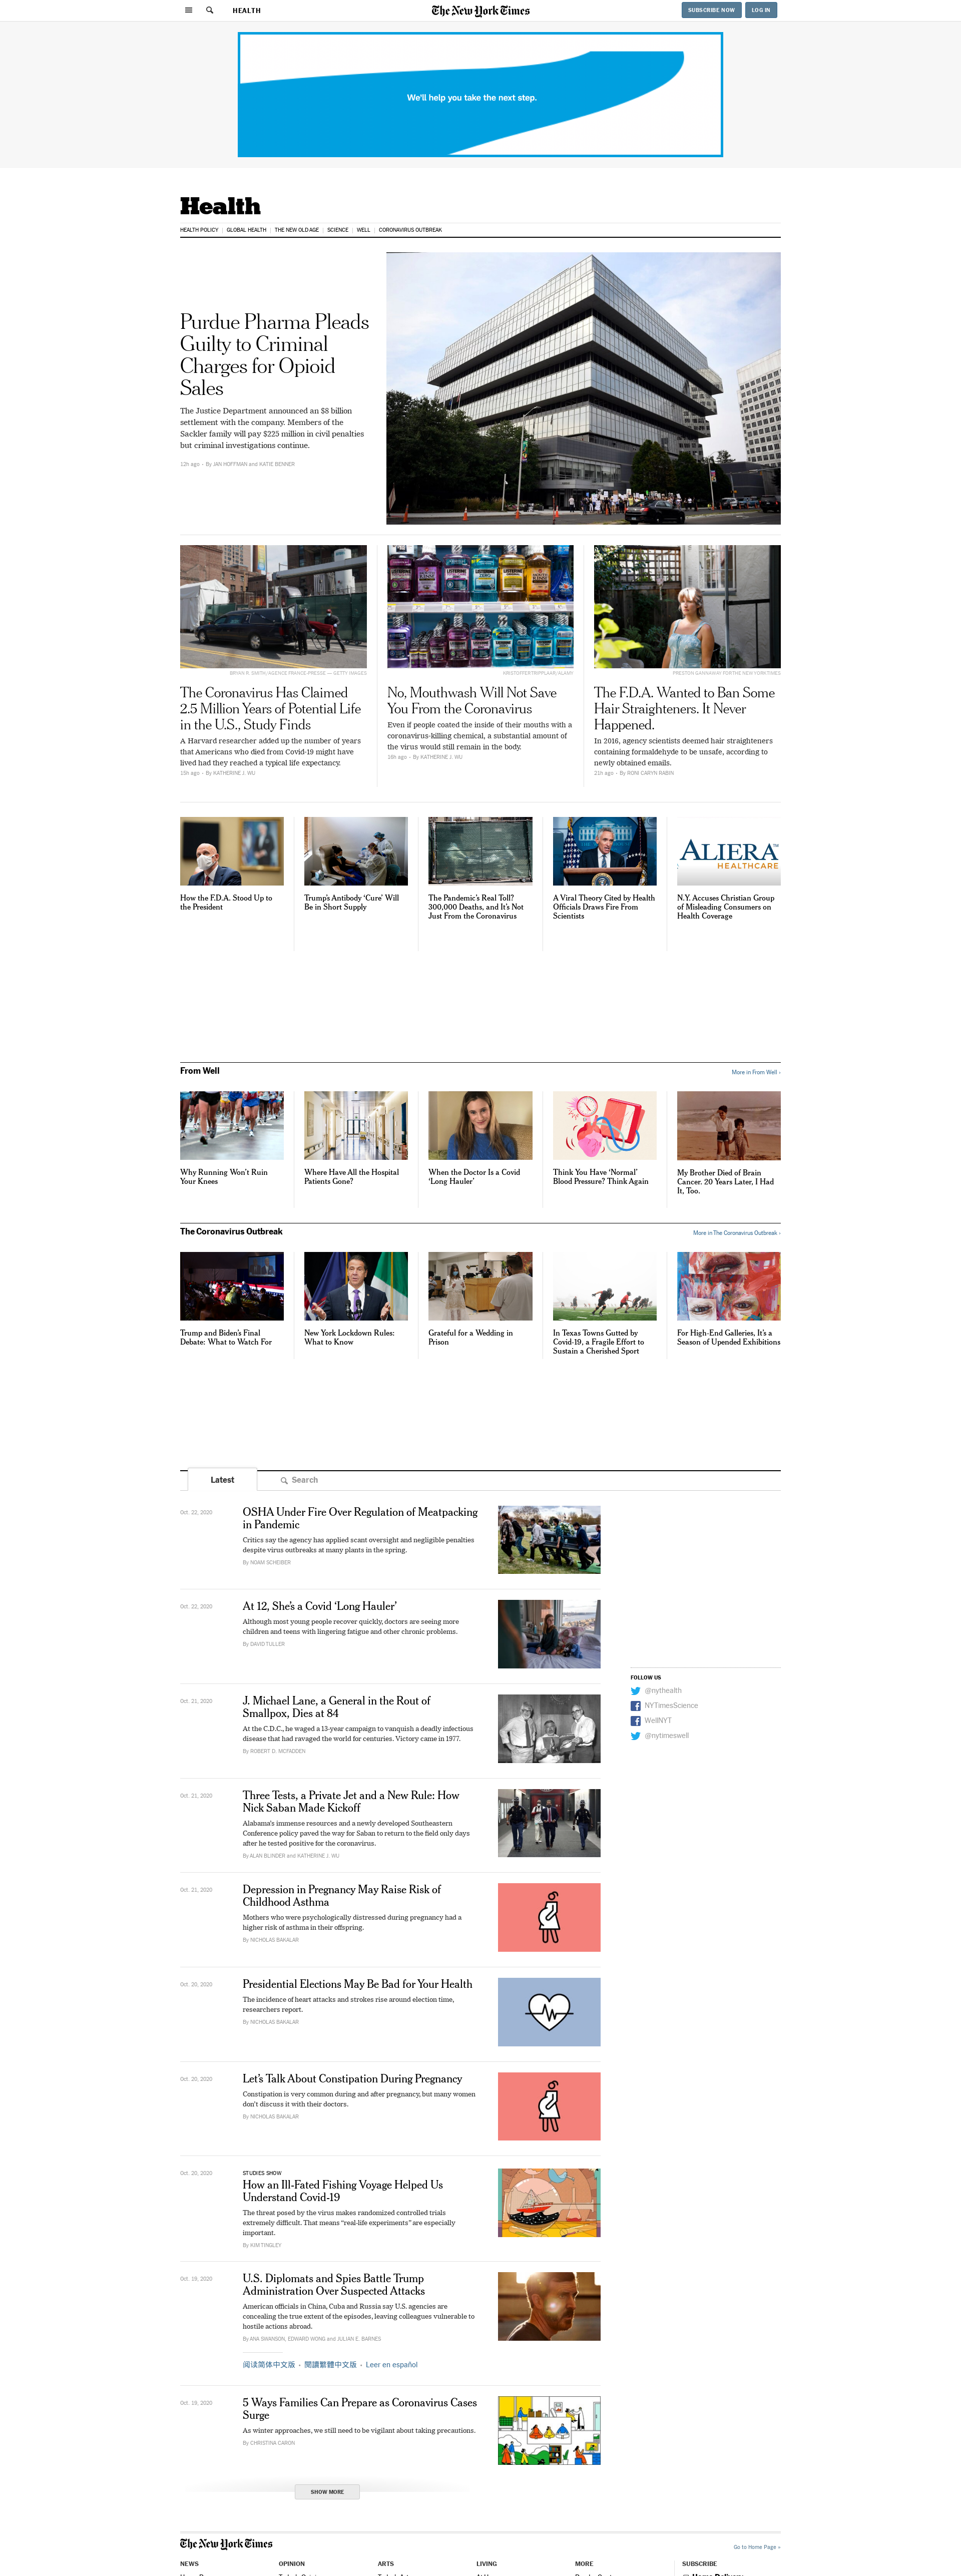 HEALTH
The New York Times
SUBSCRIBE NOW
LOG IN
We'll help you take the next step.
Health
HEALTH POLICY
GLOBAL HEALTH
THE NEW OLD AGE
SCIENCE
WELL
CORONAVIRUS OUTBREAK
Purdue Pharma Pleads
Guilty to Criminal
Charges for Opioid
Sales
The Justice Department announced an $8 billion
settlement with the company. Members of the
Sackler family will pay $225 million in civil penalties
but criminal investigations continue.
12h ago - By JAN HOFFMAN and KATIE BENNER
BRYAN R. SMITH/AGENCE FRANCE-PRESSE — GETTY IMAGES
The Coronavirus Has Claimed
2.5 Million Years of Potential Life
in the U.S., Study Finds
A Harvard researcher added up the number of years
that Americans who died from Covid-19 might have
lived had they reached a typical life expectancy.
15h ago - By KATHERINE J. WU
KRISTOFFER TRIPPLAAR/ALAMY
No, Mouthwash Will Not Save
You From the Coronavirus
Even if people coated the inside of their mouths with a
coronavirus-killing chemical, a substantial amount of
the virus would still remain in the body.
16h ago - By KATHERINE J. WU
PRESTON GANNAWAY FOR THE NEW YORK TIMES
The F.D.A. Wanted to Ban Some
Hair Straighteners. It Never
Happened.
In 2016, agency scientists deemed hair straighteners
containing formaldehyde to be unsafe, according to
newly obtained emails.
21h ago - By RONI CARYN RABIN
How the F.D.A. Stood Up to
the President
Trump's Antibody ‘Cure’ Will
Be in Short Supply
The Pandemic's Real Toll?
300,000 Deaths, and It's Not
Just From the Coronavirus
A Viral Theory Cited by Health
Officials Draws Fire From
Scientists
ALIERA™
HEALTHCARE
N.Y. Accuses Christian Group
of Misleading Consumers on
Health Coverage
From Well
More in From Well ›
Why Running Won't Ruin
Your Knees
Where Have All the Hospital
Patients Gone?
When the Doctor Is a Covid
‘Long Hauler’
Think You Have ‘Normal’
Blood Pressure? Think Again
My Brother Died of Brain
Cancer. 20 Years Later, I Had
It, Too.
The Coronavirus Outbreak
More in The Coronavirus Outbreak ›
Trump and Biden's Final
Debate: What to Watch For
New York Lockdown Rules:
What to Know
Grateful for a Wedding in
Prison
In Texas Towns Gutted by
Covid-19, a Fragile Effort to
Sustain a Cherished Sport
For High-End Galleries, It's a
Season of Upended Exhibitions
Latest
Search
Oct. 22, 2020
OSHA Under Fire Over Regulation of Meatpacking
in Pandemic
Critics say the agency has applied scant oversight and negligible penalties
despite virus outbreaks at many plants in the spring.
By NOAM SCHEIBER
Oct. 22, 2020
At 12, She's a Covid ‘Long Hauler’
Although most young people recover quickly, doctors are seeing more
children and teens with lingering fatigue and other chronic problems.
By DAVID TULLER
FOLLOW US
@nythealth
NYTimesScience
WellNYT
@nytimeswell
Oct. 21, 2020
J. Michael Lane, a General in the Rout of
Smallpox, Dies at 84
At the C.D.C., he waged a 13-year campaign to vanquish a deadly infectious
disease that had ravaged the world for centuries. Victory came in 1977.
By ROBERT D. MCFADDEN
Oct. 21, 2020
Three Tests, a Private Jet and a New Rule: How
Nick Saban Made Kickoff
Alabama's immense resources and a newly developed Southeastern
Conference policy paved the way for Saban to return to the field only days
after he tested positive for the coronavirus.
By ALAN BLINDER and KATHERINE J. WU
Oct. 21, 2020
Depression in Pregnancy May Raise Risk of
Childhood Asthma
Mothers who were psychologically distressed during pregnancy had a
higher risk of asthma in their offspring.
By NICHOLAS BAKALAR
Oct. 20, 2020
Presidential Elections May Be Bad for Your Health
The incidence of heart attacks and strokes rise around election time,
researchers report.
By NICHOLAS BAKALAR
Oct. 20, 2020
Let's Talk About Constipation During Pregnancy
Constipation is very common during and after pregnancy, but many women
don't discuss it with their doctors.
By NICHOLAS BAKALAR
Oct. 20, 2020
STUDIES SHOW
How an Ill-Fated Fishing Voyage Helped Us
Understand Covid-19
The threat posed by the virus makes randomized controlled trials
extremely difficult. That means “real-life experiments” are especially
important.
By KIM TINGLEY
Oct. 19, 2020
U.S. Diplomats and Spies Battle Trump
Administration Over Suspected Attacks
American officials in China, Cuba and Russia say U.S. agencies are
concealing the true extent of the episodes, leaving colleagues vulnerable to
hostile actions abroad.
By ANA SWANSON, EDWARD WONG and JULIAN E. BARNES
阅读简体中文版 - 閱讀繁體中文版 - Leer en español
Oct. 19, 2020
5 Ways Families Can Prepare as Coronavirus Cases
Surge
As winter approaches, we still need to be vigilant about taking precautions.
By CHRISTINA CARON
SHOW MORE
The New York Times
Go to Home Page »
NEWS
OPINION
ARTS
LIVING
MORE
SUBSCRIBE